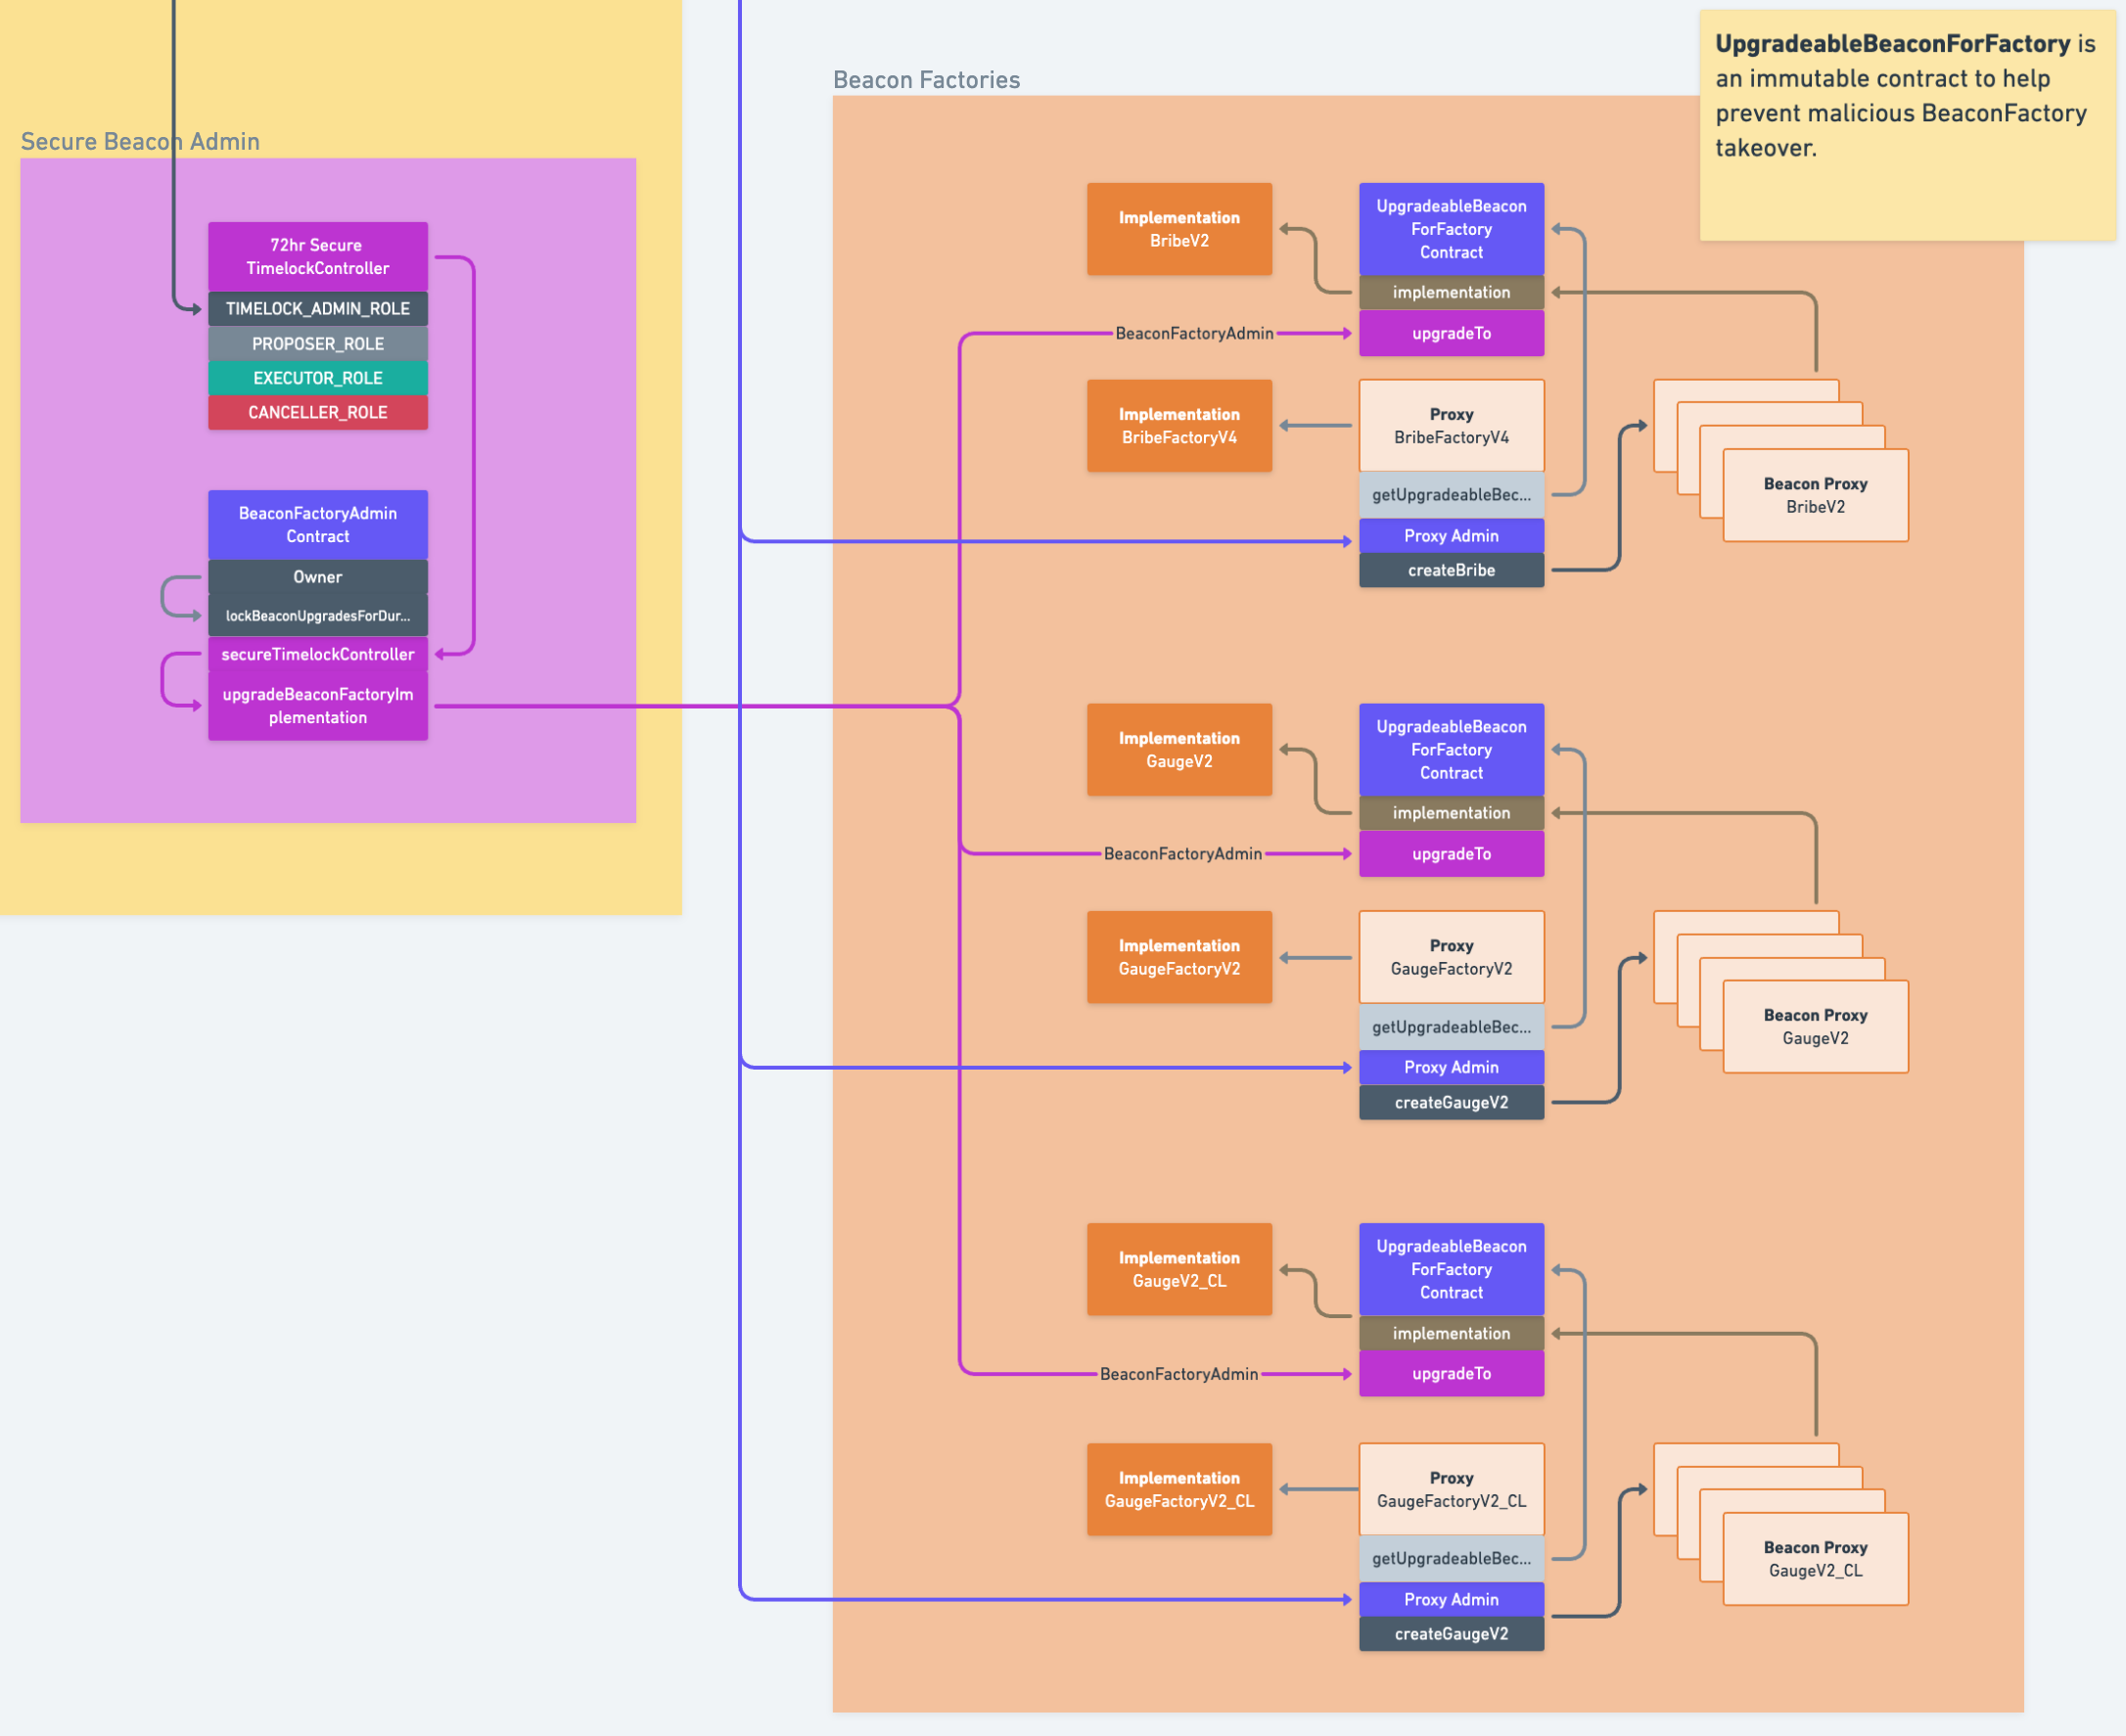 UpgradeableBeaconForFactory is
an immutable contract to help
prevent malicious BeaconFactory
takeover.
Secure Beacon Admin
72hr Secure
TimelockController
TIMELOCK_ADMIN_ROLE
PROPOSER_ROLE
EXECUTOR_ROLE
CANCELLER_ROLE
BeaconFactoryAdmin
Contract
Owner
lockBeaconUpgradesForDur...
secureTimelockController
upgradeBeaconFactoryIm
plementation
Beacon Factories
Implementation
BribeV2
UpgradeableBeacon
ForFactory
Contract
implementation
BeaconFactoryAdmin
upgradeTo
Implementation
BribeFactoryV4
Proxy
BribeFactoryV4
getUpgradeableBec...
Proxy Admin
createBribe
Beacon Proxy
BribeV2
Implementation
GaugeV2
UpgradeableBeacon
ForFactory
Contract
implementation
BeaconFactoryAdmin
upgradeTo
Implementation
GaugeFactoryV2
Proxy
GaugeFactoryV2
getUpgradeableBec...
Proxy Admin
createGaugeV2
Beacon Proxy
GaugeV2
Implementation
GaugeV2_CL
UpgradeableBeacon
ForFactory
Contract
implementation
BeaconFactoryAdmin
upgradeTo
Implementation
GaugeFactoryV2_CL
Proxy
GaugeFactoryV2_CL
getUpgradeableBec...
Proxy Admin
createGaugeV2
Beacon Proxy
GaugeV2_CL